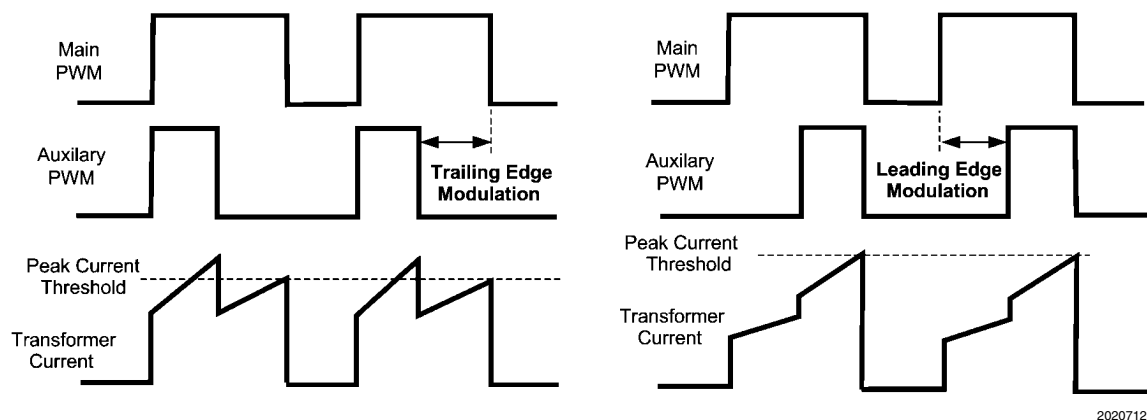 Main
PWM
Auxilary
PWM
Trailing Edge
Modulation
Peak Current
Threshold
Transformer
Current
Main
PWM
Auxilary
PWM
Leading Edge
Modulation
Peak Current
Threshold
Transformer
Current
2020712